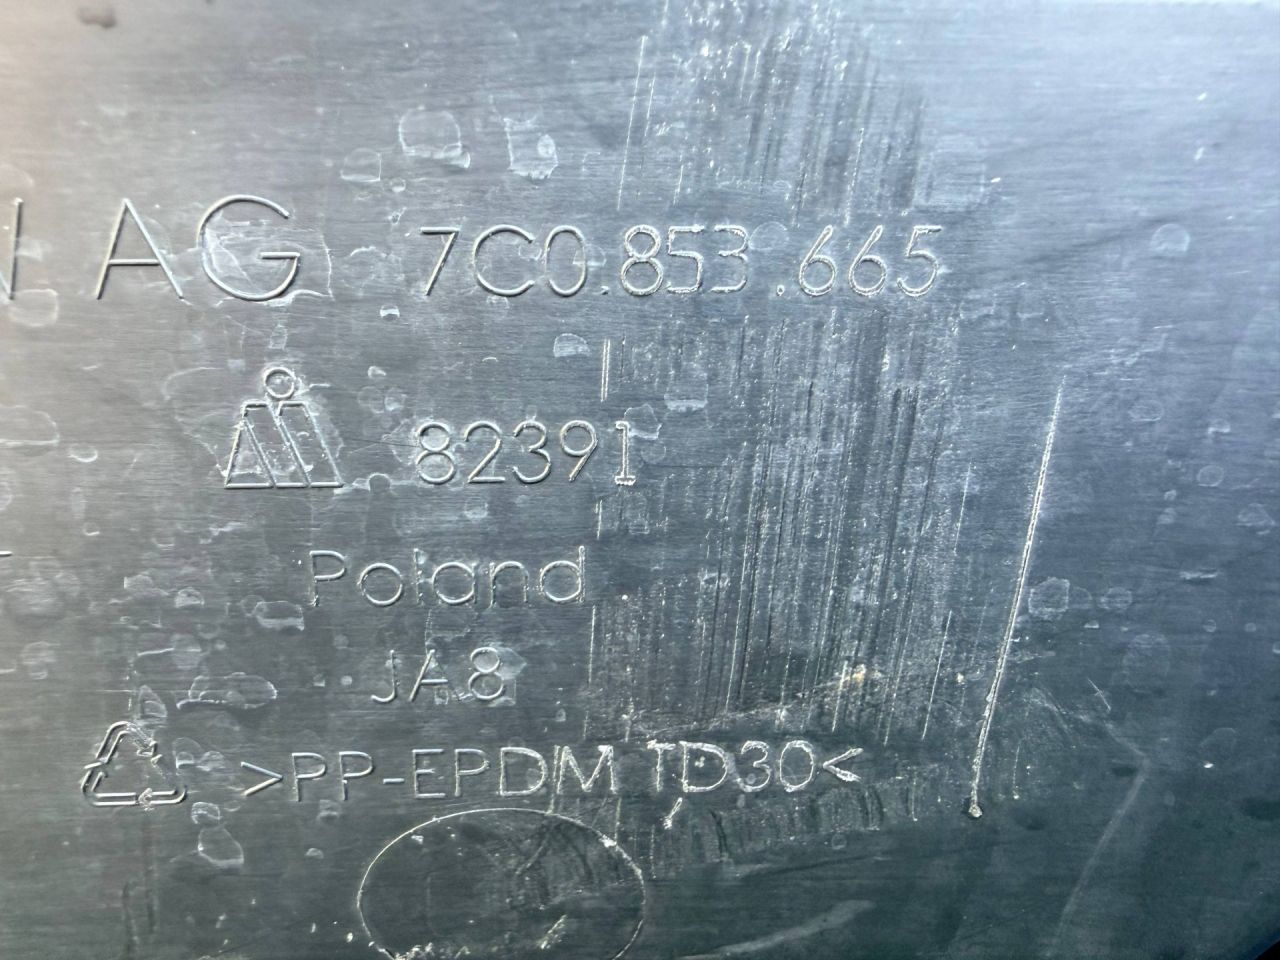 AG 7C0.853.665
82391
Poland
JA8
>PP-EPDM TD30<